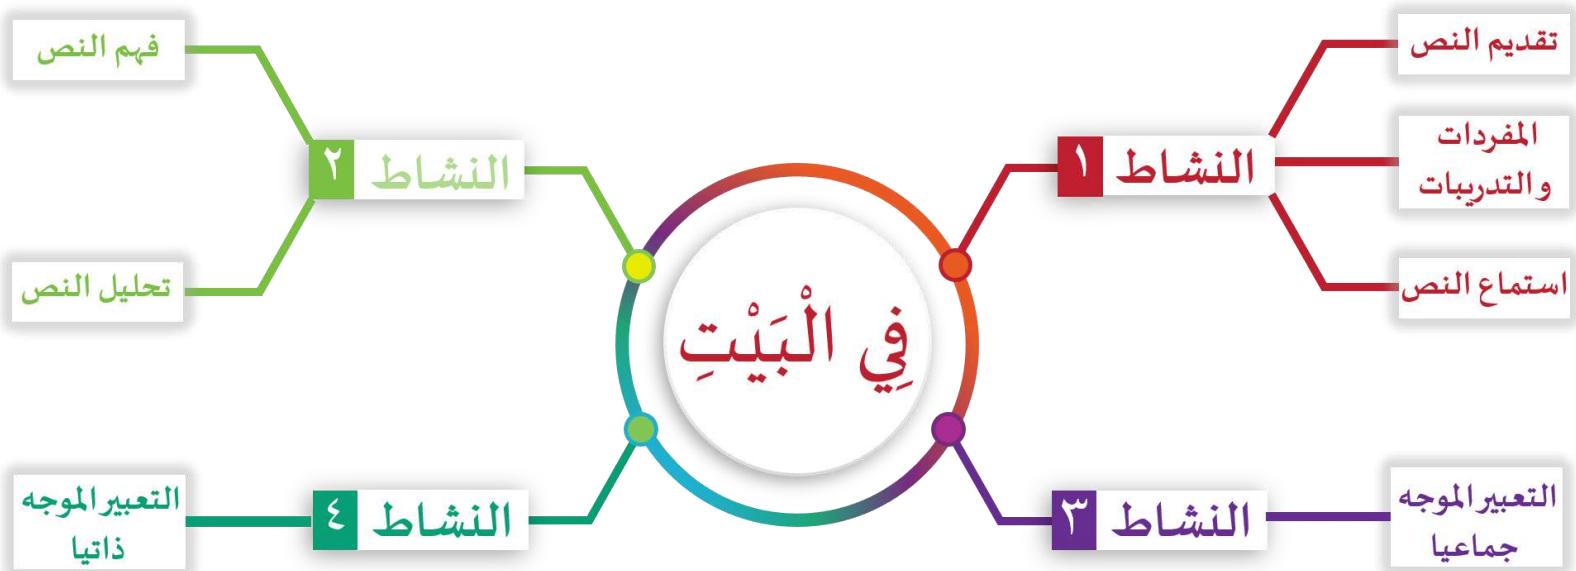 فِي الْبَيْتِ
النشاط ١
تقديم النص
المفردات
والتدريبات
استماع النص
النشاط ٢
فهم النص
تحليل النص
النشاط ٣
التعبير الموجه
جماعيا
النشاط ٤
التعبير الموجه
ذاتيا